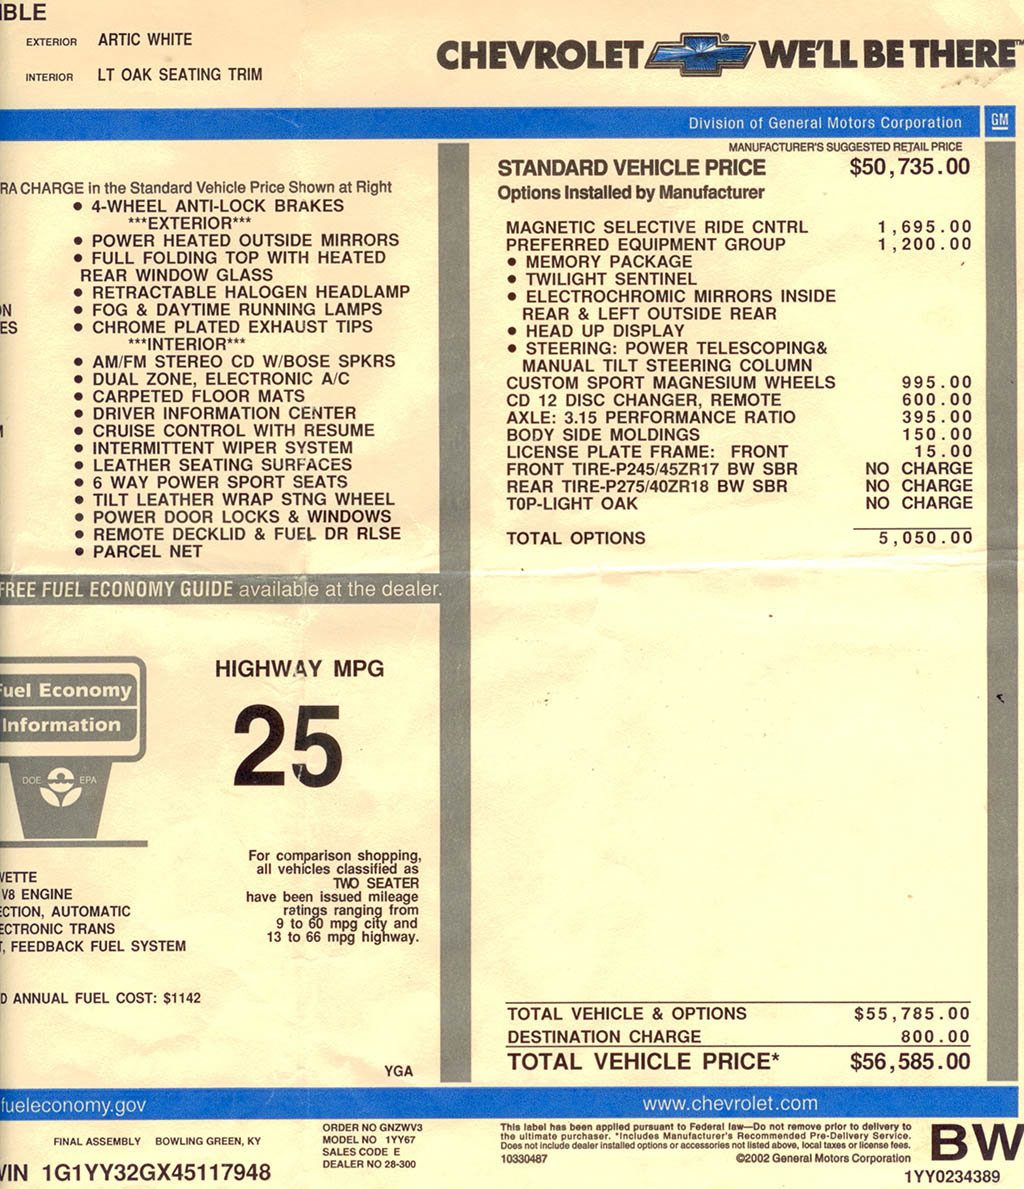 IBLE
EXTERIOR ARTIC WHITE
INTERIOR LT OAK SEATING TRIM
CHEVROLET WE'LL BE THERE™
Division of General Motors Corporation GM
RA CHARGE in the Standard Vehicle Price Shown at Right
• 4-WHEEL ANTI-LOCK BRAKES
***EXTERIOR***
• POWER HEATED OUTSIDE MIRRORS
• FULL FOLDING TOP WITH HEATED
REAR WINDOW GLASS
• RETRACTABLE HALOGEN HEADLAMP
ON • FOG & DAYTIME RUNNING LAMPS
ES • CHROME PLATED EXHAUST TIPS
***INTERIOR***
• AM/FM STEREO CD W/BOSE SPKRS
• DUAL ZONE, ELECTRONIC A/C
• CARPETED FLOOR MATS
• DRIVER INFORMATION CENTER
• CRUISE CONTROL WITH RESUME
• INTERMITTENT WIPER SYSTEM
• LEATHER SEATING SURFACES
• 6 WAY POWER SPORT SEATS
• TILT LEATHER WRAP STNG WHEEL
• POWER DOOR LOCKS & WINDOWS
• REMOTE DECKLID & FUEL DR RLSE
• PARCEL NET
FREE FUEL ECONOMY GUIDE available at the dealer.
Fuel Economy
Information
DOE EPA
HIGHWAY MPG
25
For comparison shopping,
all vehicles classified as
TWO SEATER
have been issued mileage
ratings ranging from
9 to 60 mpg city and
13 to 66 mpg highway.
VETTE
V8 ENGINE
ECTION, AUTOMATIC
ECTRONIC TRANS
T, FEEDBACK FUEL SYSTEM
D ANNUAL FUEL COST: $1142
YGA
MANUFACTURER'S SUGGESTED RETAIL PRICE
STANDARD VEHICLE PRICE $50,735.00
Options Installed by Manufacturer
MAGNETIC SELECTIVE RIDE CNTRL 1,695.00
PREFERRED EQUIPMENT GROUP 1,200.00
• MEMORY PACKAGE
• TWILIGHT SENTINEL
• ELECTROCHROMIC MIRRORS INSIDE
REAR & LEFT OUTSIDE REAR
• HEAD UP DISPLAY
• STEERING: POWER TELESCOPING&
MANUAL TILT STEERING COLUMN
CUSTOM SPORT MAGNESIUM WHEELS 995.00
CD 12 DISC CHANGER, REMOTE 600.00
AXLE: 3.15 PERFORMANCE RATIO 395.00
BODY SIDE MOLDINGS 150.00
LICENSE PLATE FRAME: FRONT 15.00
FRONT TIRE-P245/45ZR17 BW SBR NO CHARGE
REAR TIRE-P275/40ZR18 BW SBR NO CHARGE
TOP-LIGHT OAK NO CHARGE
TOTAL OPTIONS 5,050.00
TOTAL VEHICLE & OPTIONS $55,785.00
DESTINATION CHARGE 800.00
TOTAL VEHICLE PRICE* $56,585.00
fueleconomy.gov www.chevrolet.com
FINAL ASSEMBLY BOWLING GREEN, KY
VIN 1G1YY32GX45117948
ORDER NO GNZWV3
MODEL NO 1YY67
SALES CODE E
DEALER NO 28-300
This label has been applied pursuant to Federal law—Do not remove prior to delivery to
the ultimate purchaser. *Includes Manufacturer's Recommended Pre-Delivery Service.
Does not include dealer installed options or accessories not listed above, local taxes or license fees.
10330487 ©2002 General Motors Corporation
BW
1YY0234389